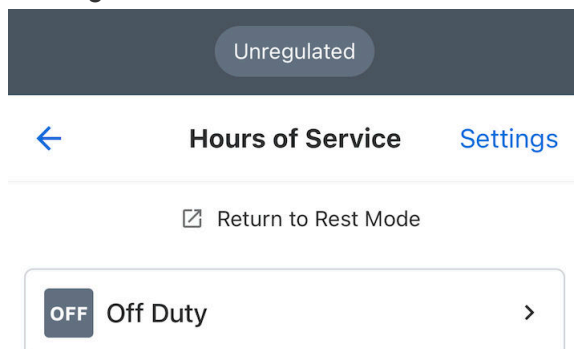 Unregulated
Hours of Service Settings
Return to Rest Mode
OFF Off Duty